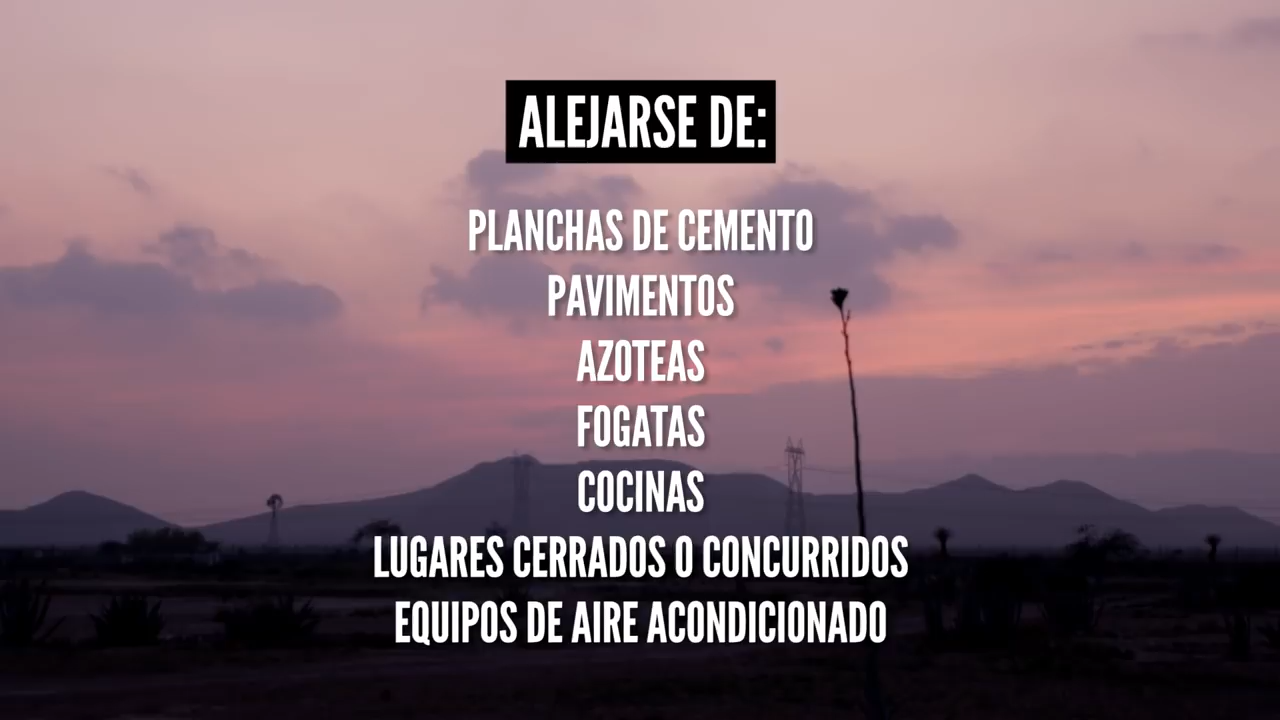 ALEJARSE DE:
PLANCHAS DE CEMENTO
PAVIMENTOS
AZOTEAS
FOGATAS
COCINAS
LUGARES CERRADOS O CONCURRIDOS
EQUIPOS DE AIRE ACONDICIONADO